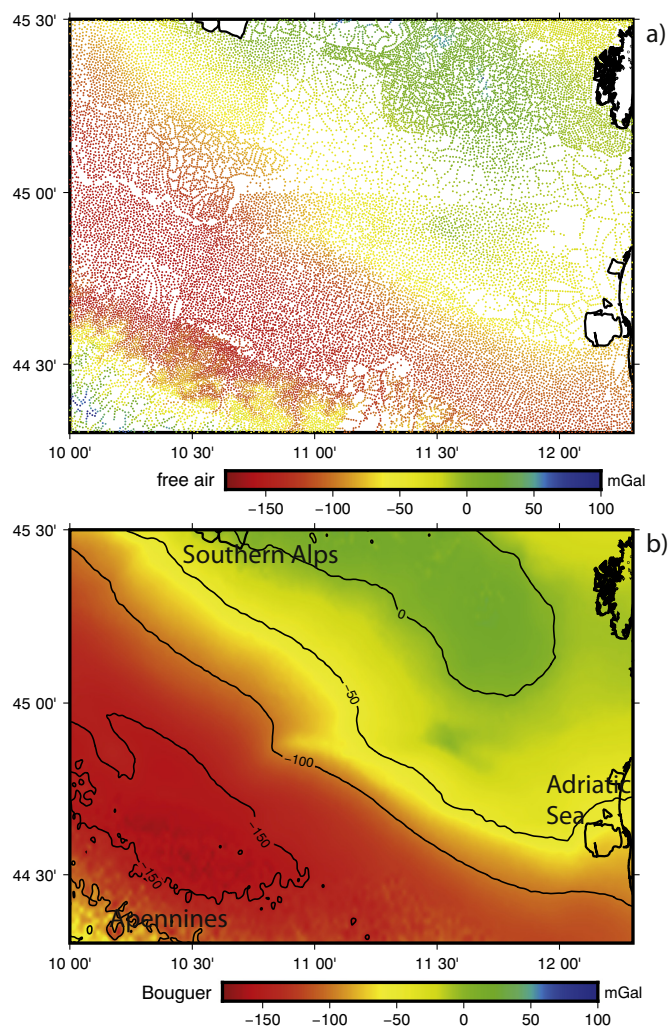 45 30'
a)
45 00'
44 30'
10 00' 10 30' 11 00' 11 30' 12 00'
free air
mGal
−150 −100 −50 0 50 100
45 30'
b)
Southern Alps
0
−50
45 00'
−100
Adriatic
Sea
−150
44 30'
−150
Apennines
10 00' 10 30' 11 00' 11 30' 12 00'
Bouguer
mGal
−150 −100 −50 0 50 100